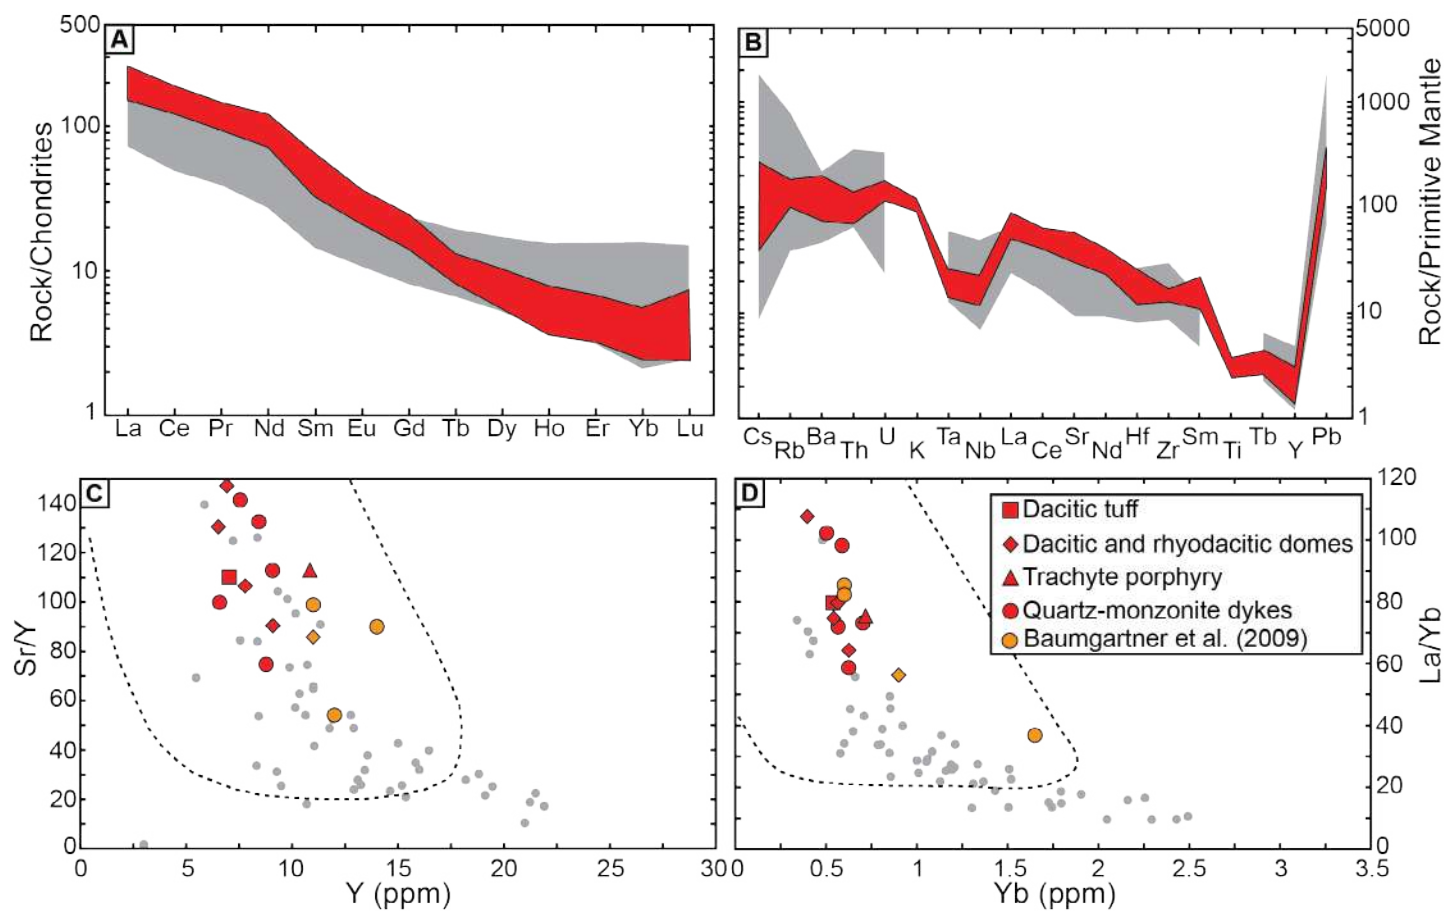 A
500
100
10
1
Rock/Chondrites
La Ce Pr Nd Sm Eu Gd Tb Dy Ho Er Yb Lu
B
5000
1000
100
10
1
Rock/Primitive Mantle
Cs Rb Ba Th U K Ta Nb La Ce Sr Nd Hf Zr Sm Ti Tb Y Pb
C
140
120
100
80
60
40
20
0
Sr/Y
0 5 10 15 20 25 30
Y (ppm)
D
Dacitic tuff
Dacitic and rhyodacitic domes
Trachyte porphyry
Quartz-monzonite dykes
Baumgartner et al. (2009)
120
100
80
60
40
20
0
La/Yb
0 0.5 1 1.5 2 2.5 3 3.5
Yb (ppm)